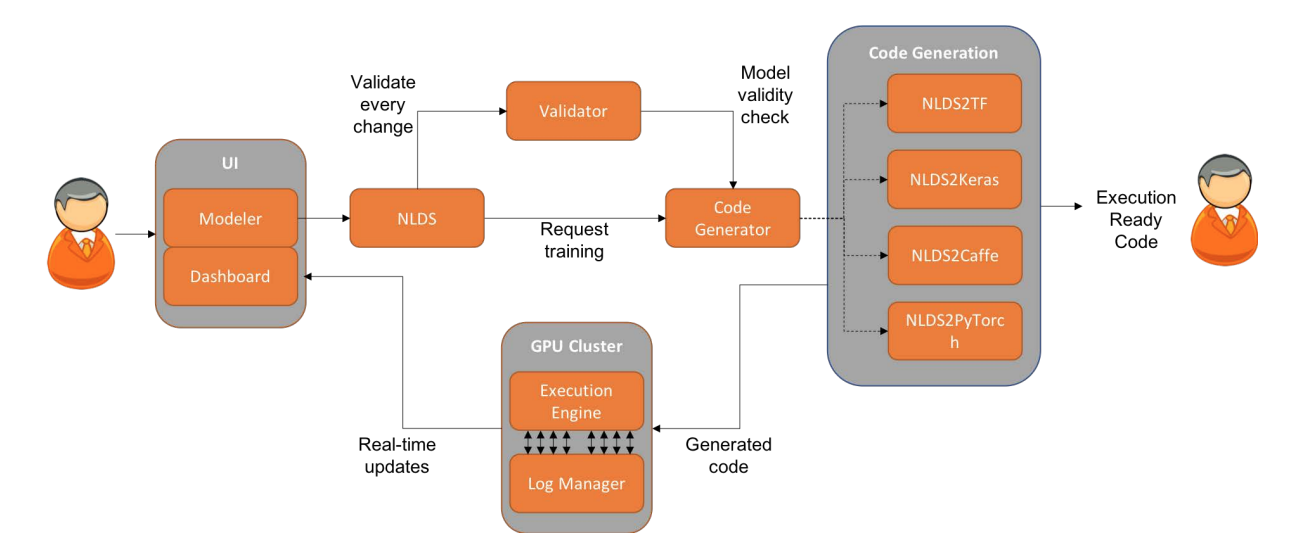 Code Generation
NLDS2TF
NLDS2Keras
NLDS2Caffe
NLDS2PyTorc
h
Validate
every
change
Validator
Model
validity
check
UI
Modeler
Dashboard
NLDS
Request
training
Code
Generator
Execution
Ready
Code
GPU Cluster
Execution
Engine
Log Manager
Real-time
updates
Generated
code